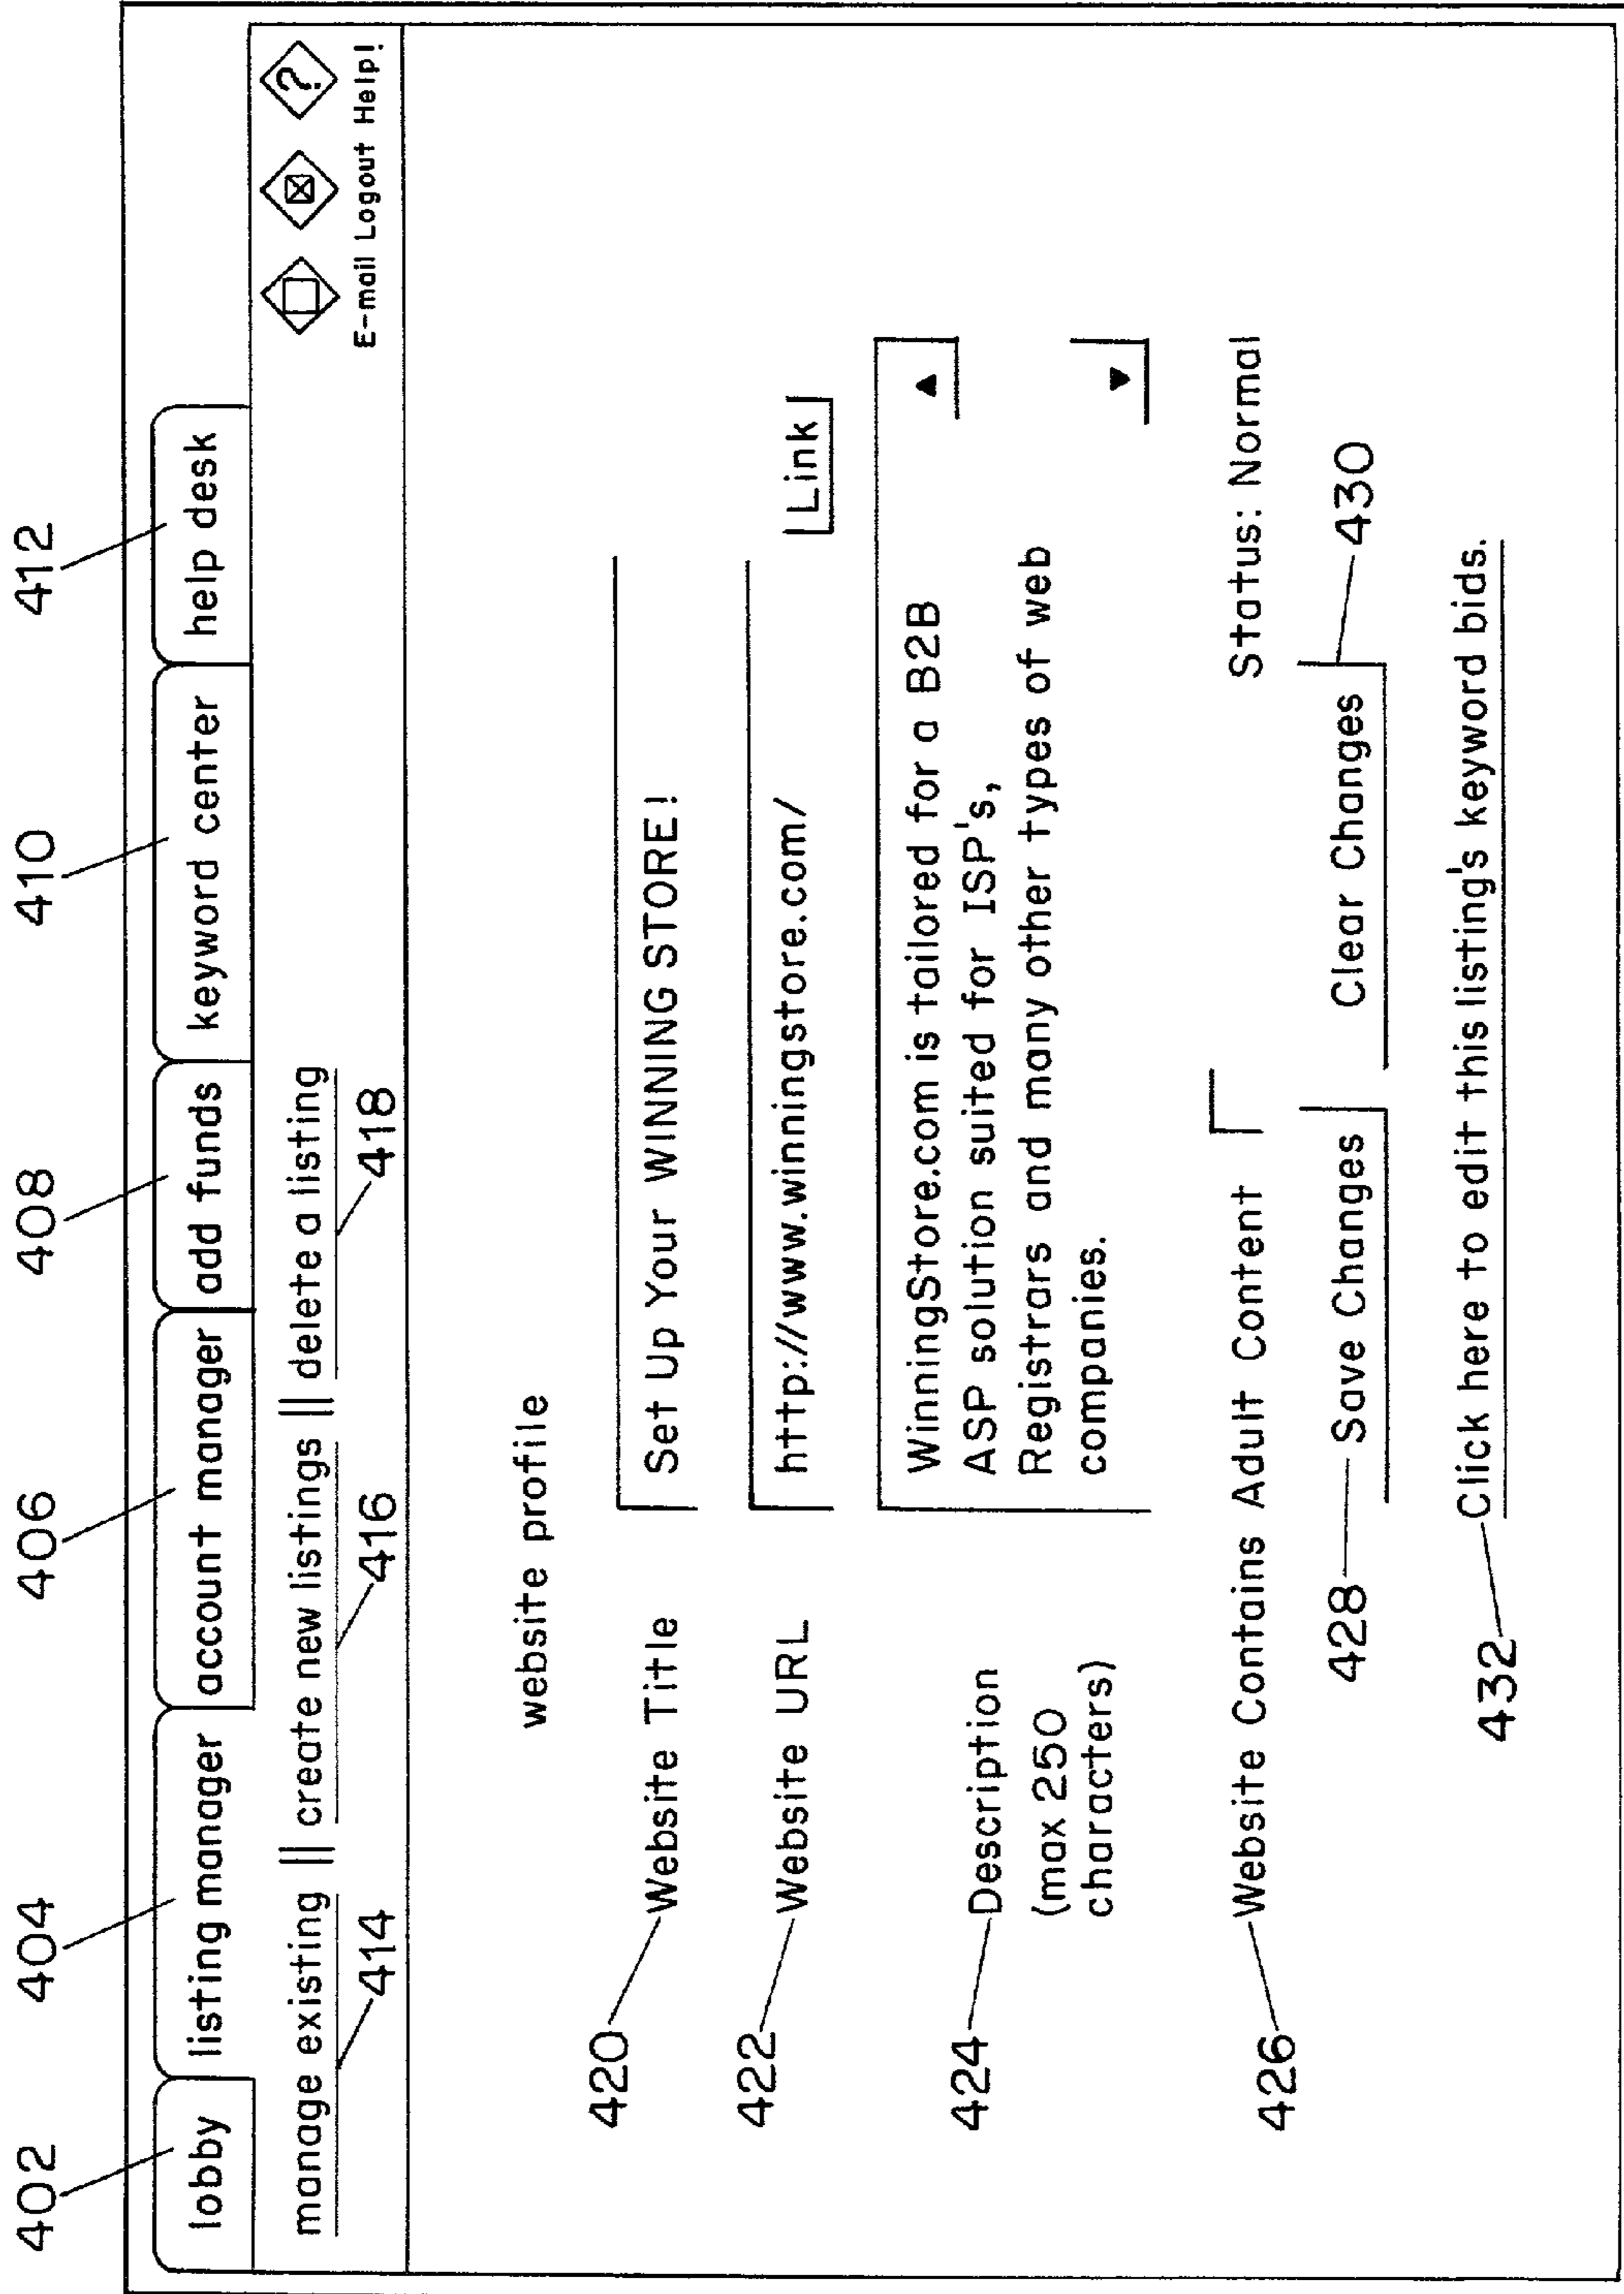 402 404 406 408 410 412
lobby listing manager account manager add funds keyword center help desk
manage existing || create new listings || delete a listing
414 416 418
E-mail Logout Help!
?
website profile
420 Website Title Set Up Your WINNING STORE!
422 Website URL http://www.winningstore.com/ Link
424 Description
(max 250
characters)
WinningStore.com is tailored for a B2B
ASP solution suited for ISP's,
Registrars and many other types of web
companies.
426 Website Contains Adult Content Status: Normal
428 Save Changes Clear Changes 430
432 Click here to edit this listing's keyword bids.